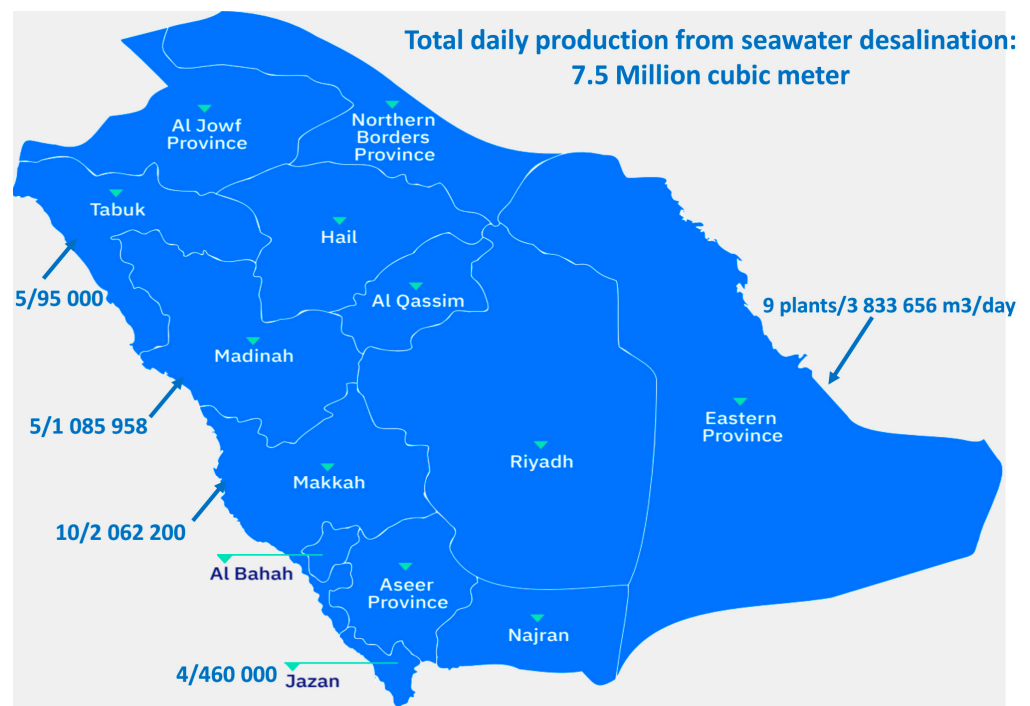 Total daily production from seawater desalination:
7.5 Million cubic meter
Al Jowf
Province
Northern
Borders
Province
Tabuk
Hail
5/95 000
Al Qassim
9 plants/3 833 656 m3/day
Madinah
5/1 085 958
Eastern
Province
Riyadh
Makkah
10/2 062 200
Al Bahah
Aseer
Province
Najran
4/460 000
Jazan